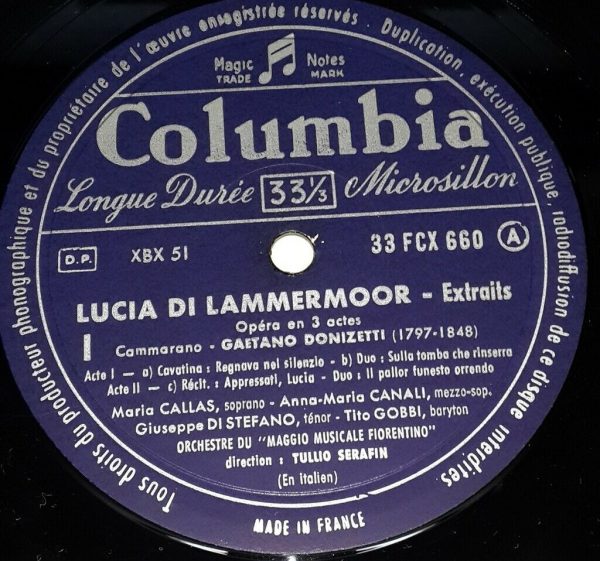 Tous droits du producteur phonographique et du propriétaire de l'œuvre enregistrée réservés
Duplication, exécution publique, radiodiffusion de ce disque interdites
Magic Notes
TRADE MARK
Columbia
Longue Durée 33⅓ Microsillon
D.P. XBX 51 33 FCX 660 A
LUCIA DI LAMMERMOOR - Extraits
Opéra en 3 actes
I Cammarano - GAETANO DONIZETTI (1797-1848)
Acte I — a) Cavatina : Regnava nel silenzio - b) Duo : Sulla tomba che rinserra
Acte II — c) Récit. : Appressati, Lucia - Duo : Il pallor funesto orrendo
Maria CALLAS, soprano - Anna-Maria CANALI, mezzo-sop.
Giuseppe DI STEFANO, ténor - Tito GOBBI, baryton
ORCHESTRE DU "MAGGIO MUSICALE FIORENTINO"
direction : TULLIO SERAFIN
(En italien)
MADE IN FRANCE